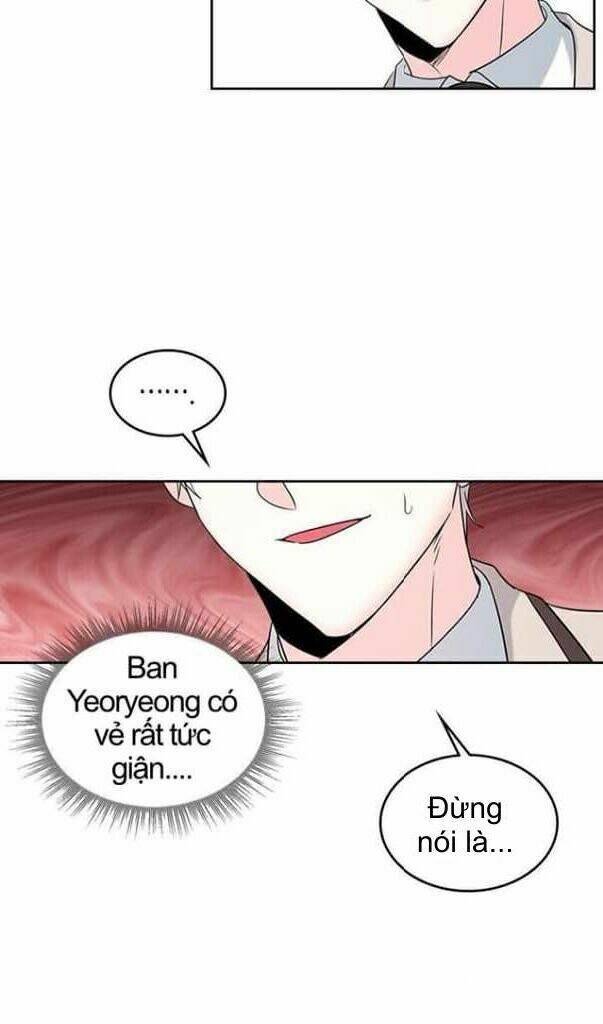 .......
Ban
Yeoryeong có
vẻ rất tức
giận....
Đừng
nói là...